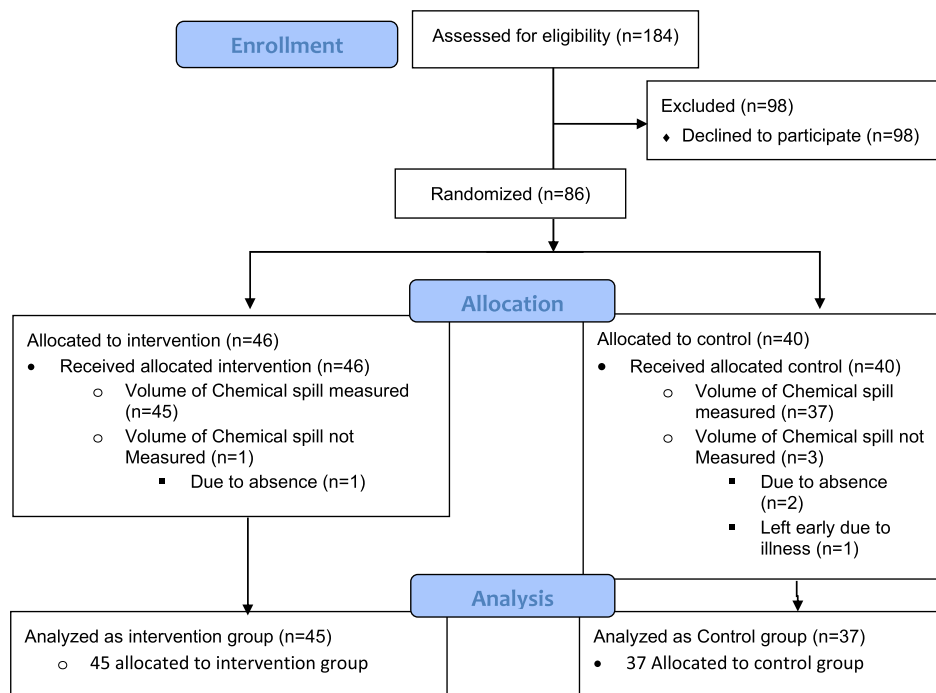 Enrollment
Assessed for eligibility (n=184)
Excluded (n=98)
♦ Declined to participate (n=98)
Randomized (n=86)
Allocation
Allocated to intervention (n=46)
• Received allocated intervention (n=46)
o Volume of Chemical spill measured
(n=45)
o Volume of Chemical spill not
Measured (n=1)
▪ Due to absence (n=1)
Allocated to control (n=40)
• Received allocated control (n=40)
o Volume of Chemical spill
measured (n=37)
o Volume of Chemical spill not
Measured (n=3)
▪ Due to absence
(n=2)
▪ Left early due to
illness (n=1)
Analysis
Analyzed as intervention group (n=45)
o 45 allocated to intervention group
Analyzed as Control group (n=37)
• 37 Allocated to control group